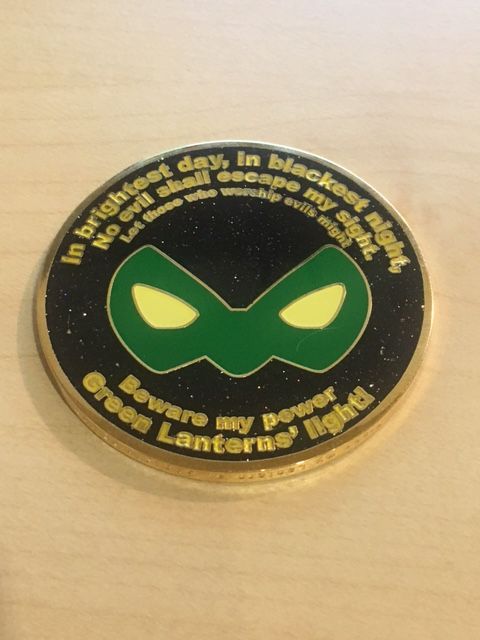 In brightest day, in blackest night,
No evil shall escape my sight.
Let those who worship evils might
Beware my power
Green Lanterns' light!